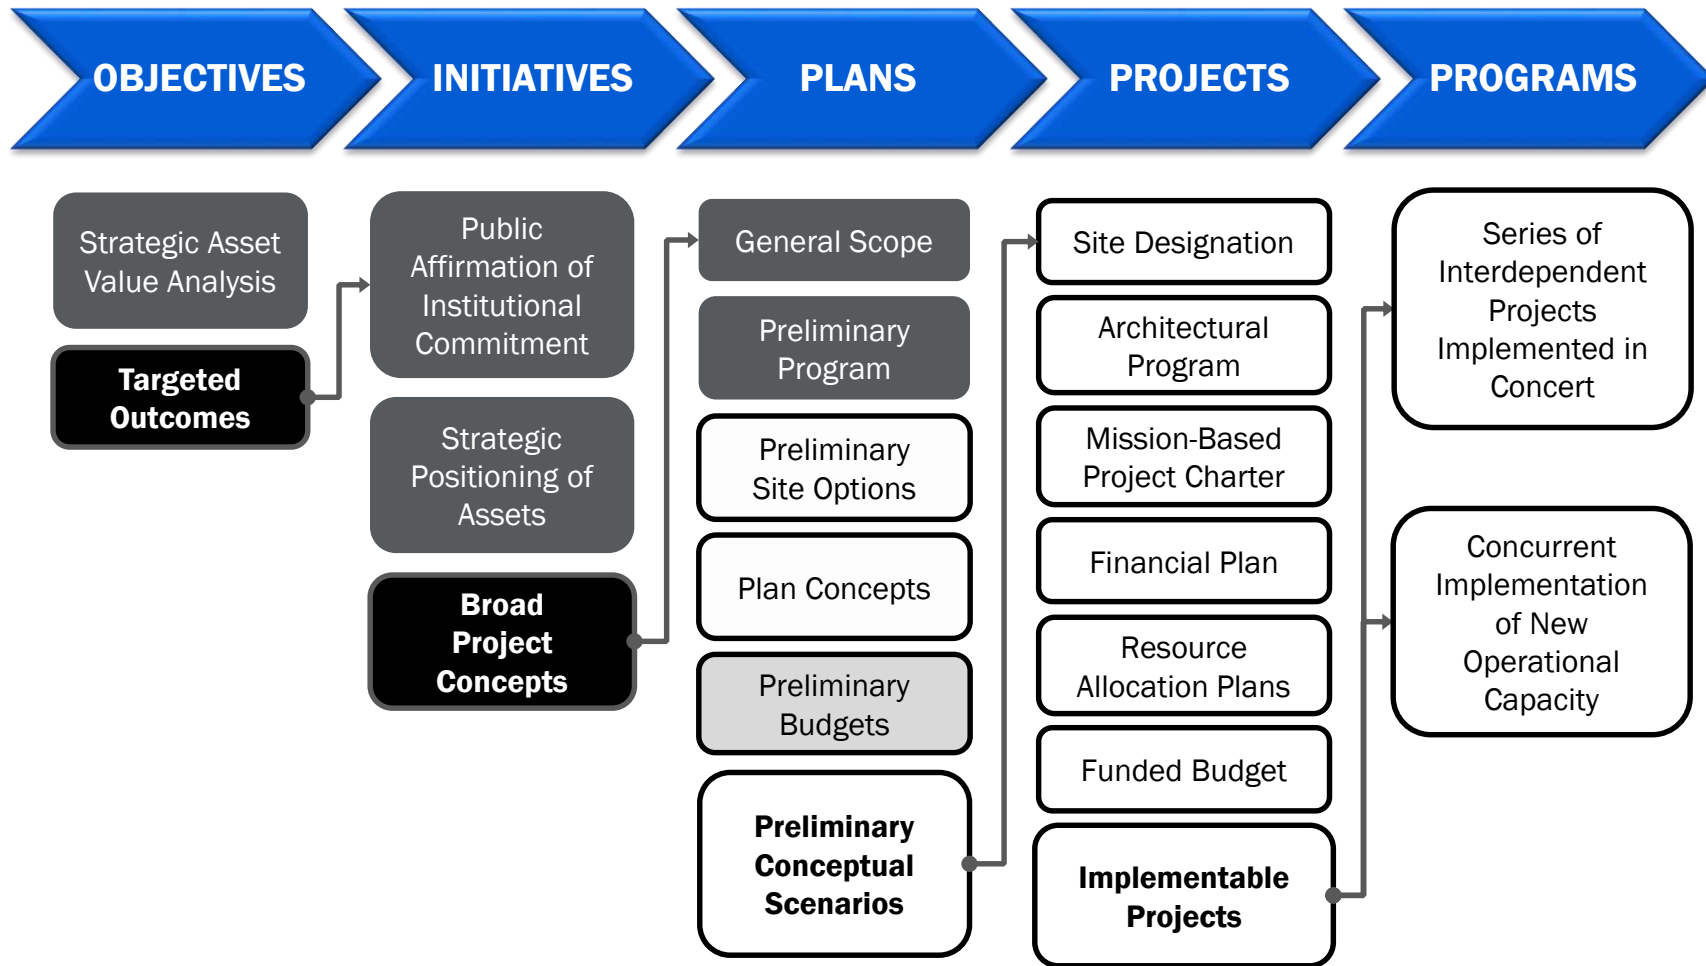 OBJECTIVES
INITIATIVES
PLANS
PROJECTS
PROGRAMS
Strategic Asset
Value Analysis
Targeted
Outcomes
Public
Affirmation of
Institutional
Commitment
Strategic
Positioning of
Assets
Broad
Project
Concepts
General Scope
Preliminary
Program
Preliminary
Site Options
Plan Concepts
Preliminary
Budgets
Preliminary
Conceptual
Scenarios
Site Designation
Architectural
Program
Mission-Based
Project Charter
Financial Plan
Resource
Allocation Plans
Funded Budget
Implementable
Projects
Series of
Interdependent
Projects
Implemented in
Concert
Concurrent
Implementation
of New
Operational
Capacity